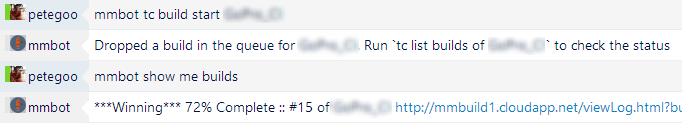 petegoo mmbot tc build start
mmbot Dropped a build in the queue for . Run `tc list builds of ` to check the status
petegoo mmbot show me builds
mmbot ***Winning*** 72% Complete :: #15 of http://mmbuild1.cloudapp.net/viewLog.html?bu